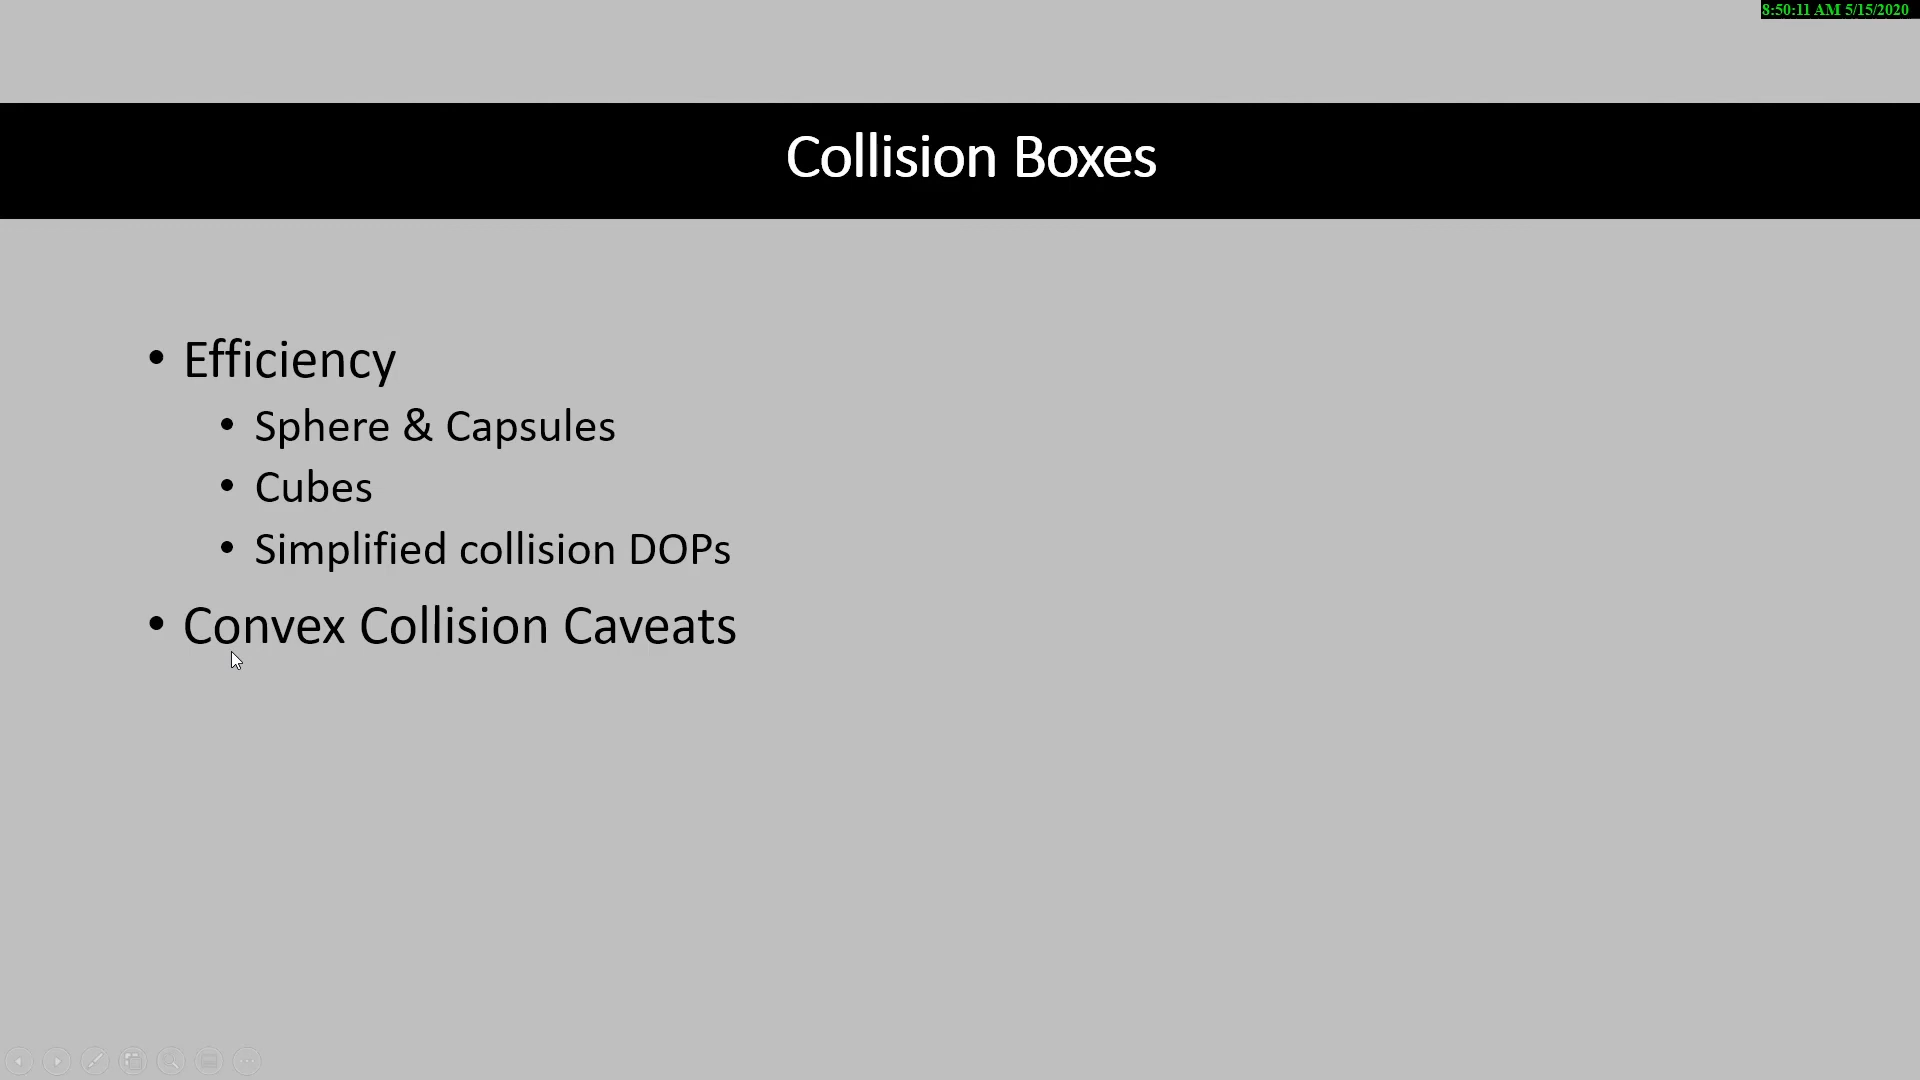 8:50:11 AM 5/15/2020
Collision Boxes
• Efficiency
• Sphere & Capsules
• Cubes
• Simplified collision DOPs
• Convex Collision Caveats